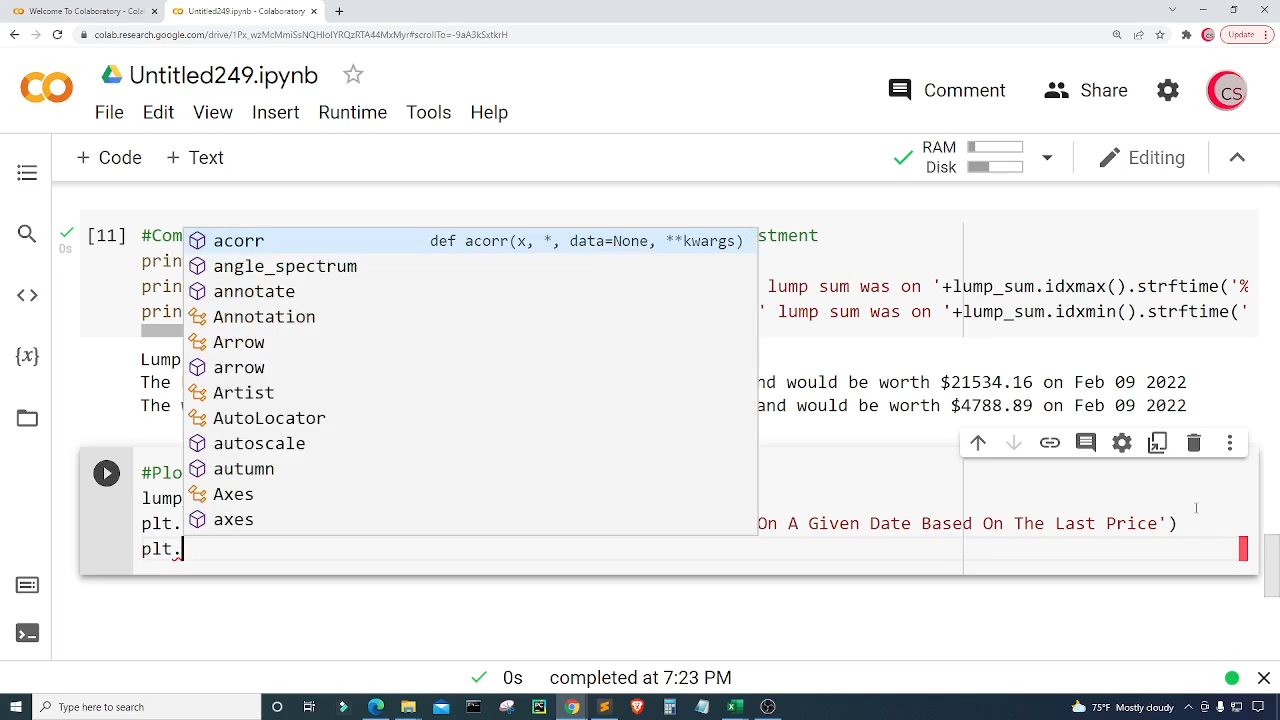 Welcome To Colaboratory - Colal
Untitled249.ipynb - Colaboratory
colab.research.google.com/drive/1Px_wzMcMmiSsNQHIoIYRQzRTA44MxMyr#scrollTo=-9aA3kSxtkrH
Update
Untitled249.ipynb
Comment
Share
CS
File Edit View Insert Runtime Tools Help
+ Code + Text
RAM
Disk
Editing
[11] #Com
stment
0s
prin
prin
lump sum was on '+lump_sum.idxmax().strftime('%
prin
' lump sum was on '+lump_sum.idxmin().strftime('
acorr def acorr(x, *, data=None, **kwargs)
angle_spectrum
annotate
Annotation
Arrow
arrow
Artist
AutoLocator
autoscale
autumn
Axes
axes
Lump
The
nd would be worth $21534.16 on Feb 09 2022
The
and would be worth $4788.89 on Feb 09 2022
#Plo
lump
plt.
On A Given Date Based On The Last Price')
plt.
0s completed at 7:23 PM
Type here to search
73°F Mostly cloudy